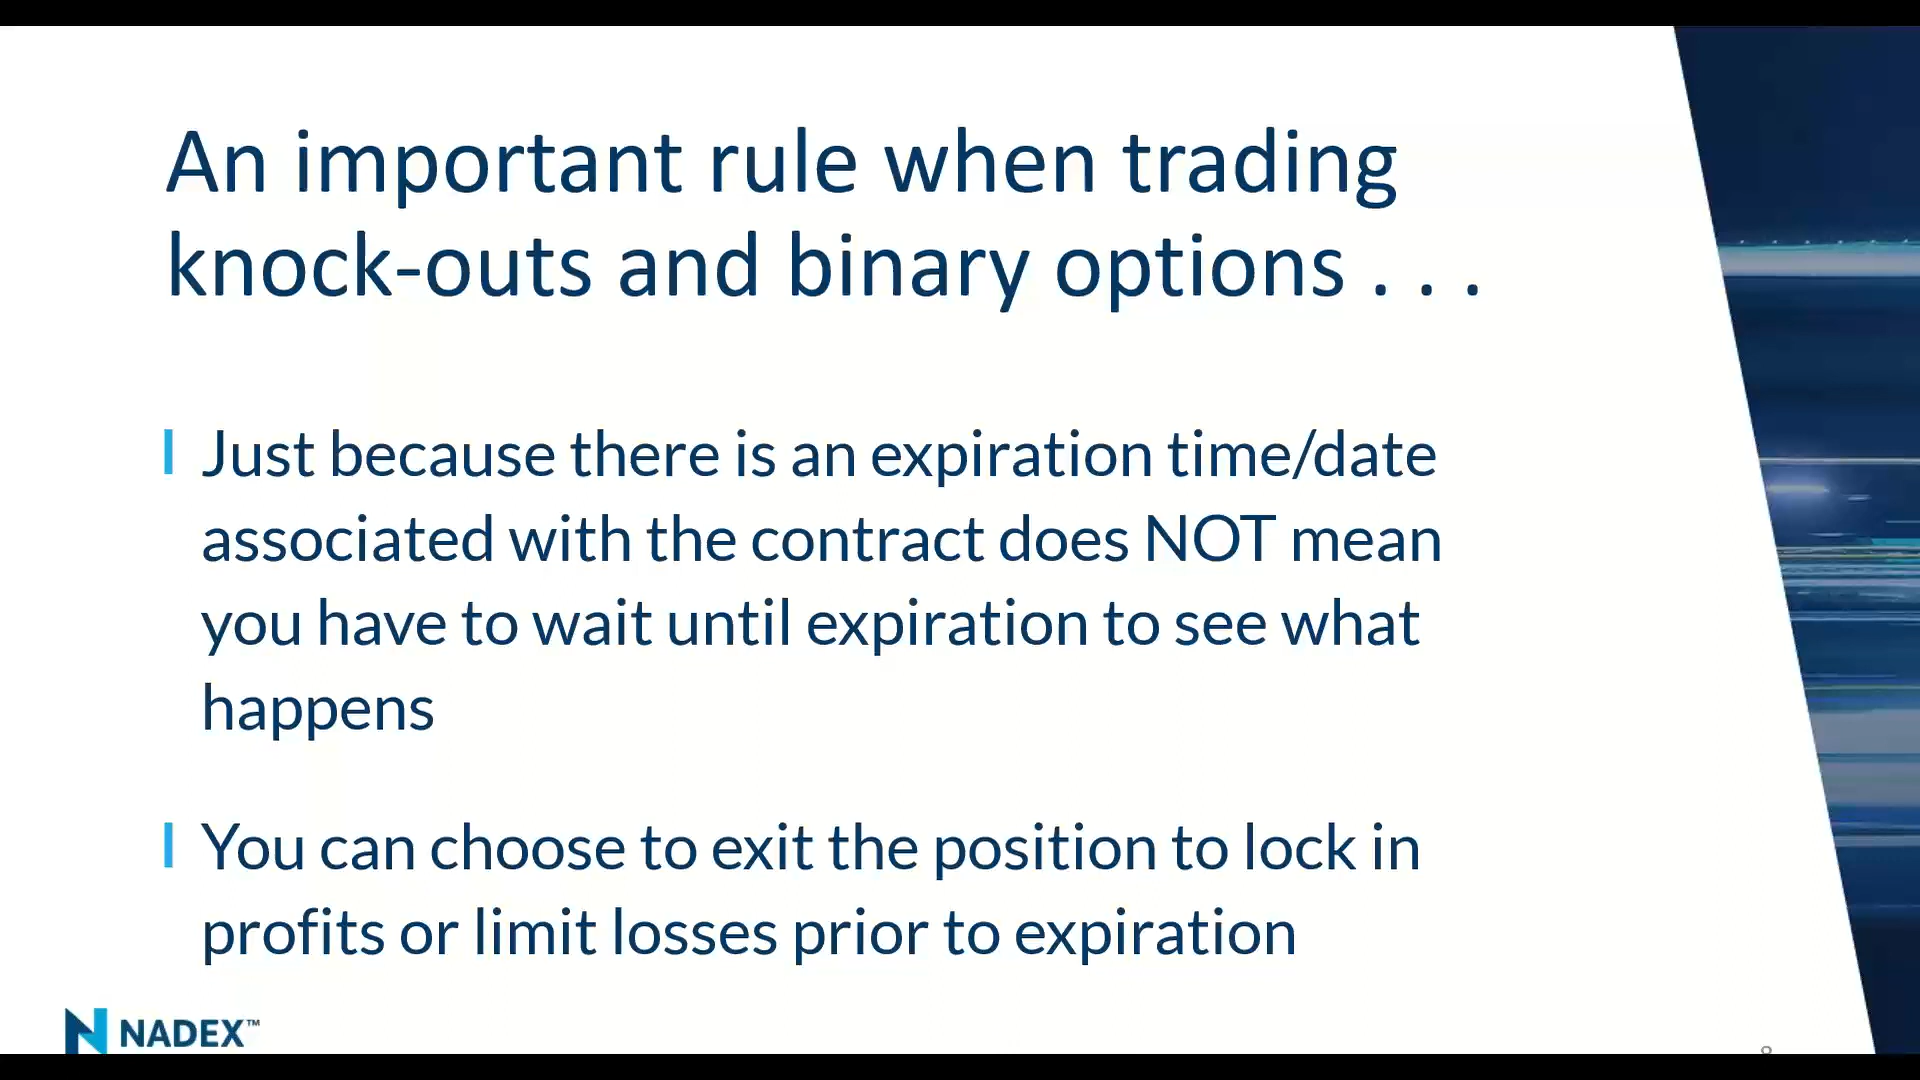 An important rule when trading
knock-outs and binary options . . .
Just because there is an expiration time/date
associated with the contract does NOT mean
you have to wait until expiration to see what
happens
You can choose to exit the position to lock in
profits or limit losses prior to expiration
NADEX™